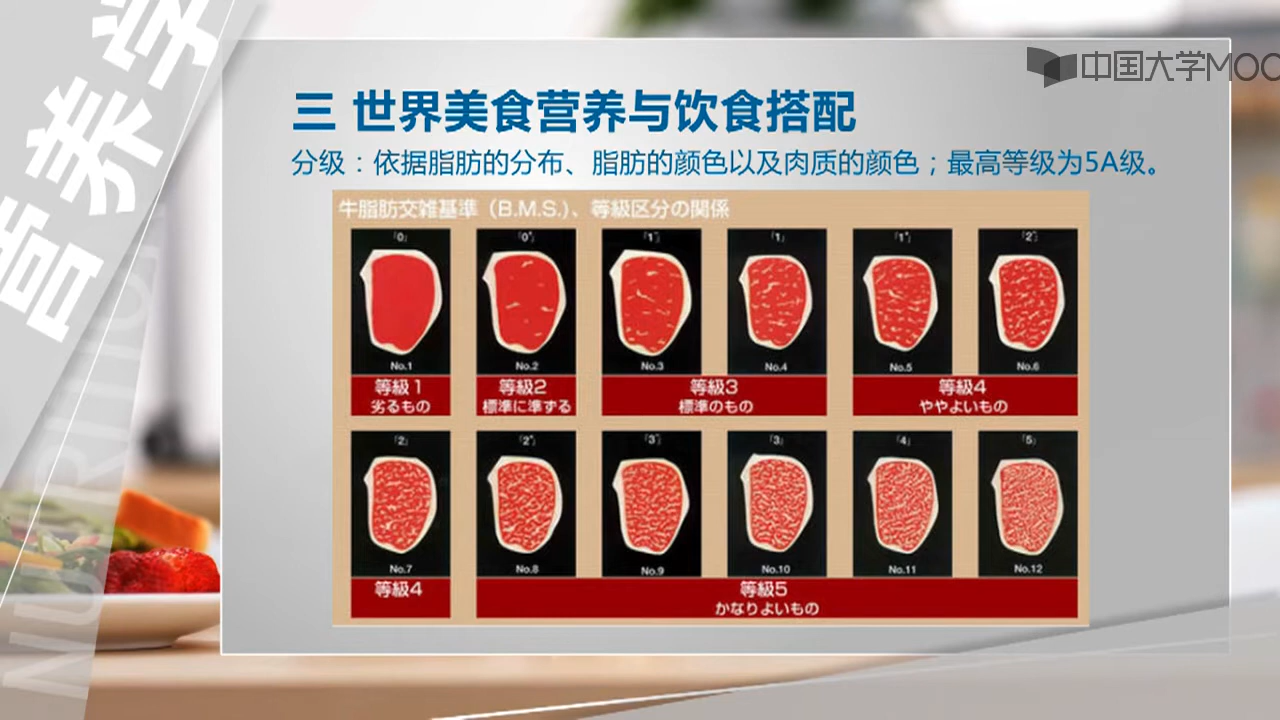 营养学
NURITION
中国大学MOC
三 世界美食营养与饮食搭配
分级：依据脂肪的分布、脂肪的颜色以及肉质的颜色；最高等级为5A级。
牛脂肪交雑基準（B.M.S.）、等級区分の関係
「0」 「0⁺」 「1⁻」 「1」 「1⁺」 「2⁻」
No.1 No.2 No.3 No.4 No.5 No.6
等級1 等級2 等級3 等級4
劣るもの 標準に準ずる 標準のもの ややよいもの
「2」 「2⁺」 「3⁻」 「3」 「4」 「5」
No.7 No.8 No.9 No.10 No.11 No.12
等級4 等級5
かなりよいもの